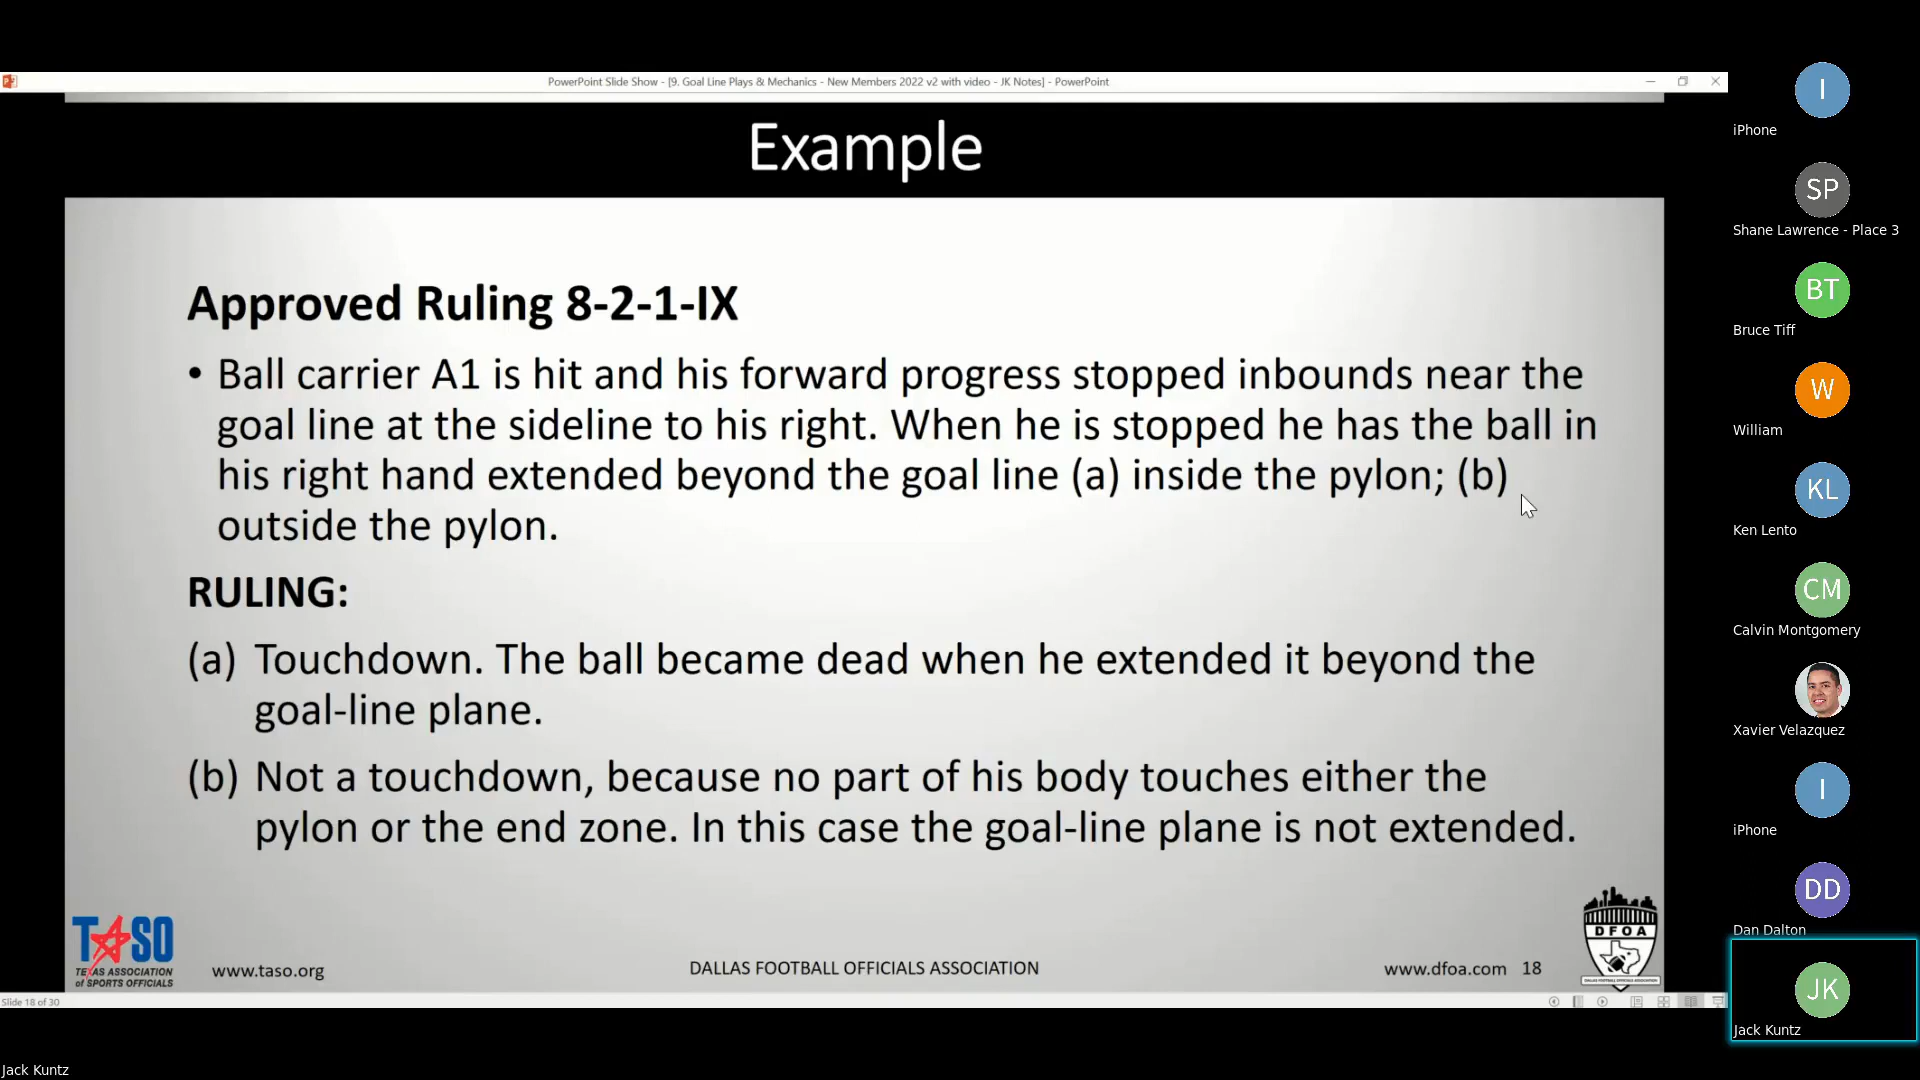 PowerPoint Slide Show - [9. Goal Line Plays & Mechanics - New Members 2022 v2 with video - JK Notes] - PowerPoint
Example
Approved Ruling 8-2-1-IX
• Ball carrier A1 is hit and his forward progress stopped inbounds near the
goal line at the sideline to his right. When he is stopped he has the ball in
his right hand extended beyond the goal line (a) inside the pylon; (b)
outside the pylon.
RULING:
(a) Touchdown. The ball became dead when he extended it beyond the
goal-line plane.
(b) Not a touchdown, because no part of his body touches either the
pylon or the end zone. In this case the goal-line plane is not extended.
TASO
TEXAS ASSOCIATION
of SPORTS OFFICIALS
www.taso.org
DALLAS FOOTBALL OFFICIALS ASSOCIATION
www.dfoa.com 18
DFOA
DALLAS FOOTBALL OFFICIALS ASSOCIATION
Slide 18 of 30
I
iPhone
SP
Shane Lawrence - Place 3
BT
Bruce Tiff
W
William
KL
Ken Lento
CM
Calvin Montgomery
Xavier Velazquez
I
iPhone
DD
Dan Dalton
JK
Jack Kuntz
Jack Kuntz